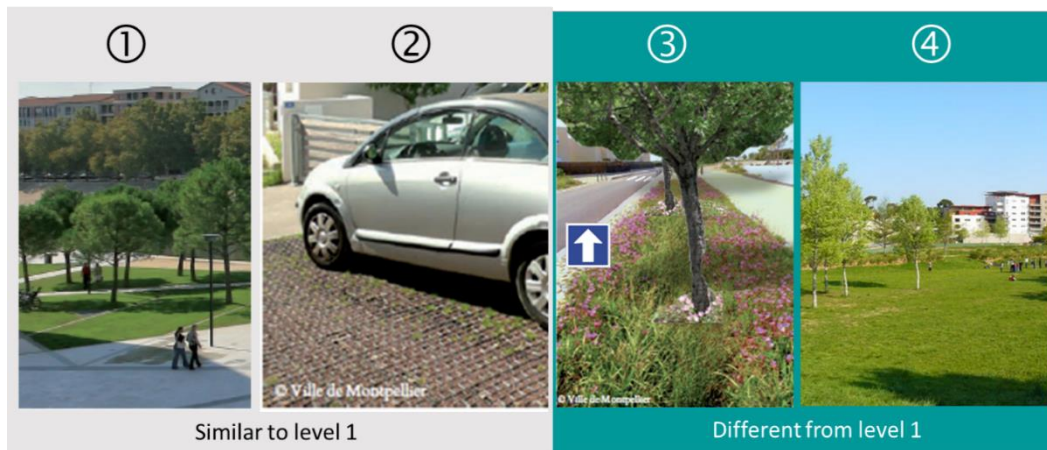 ① ②
③ ④
© Ville de Montpellier
© Ville de Montpellier
Similar to level 1
Different from level 1